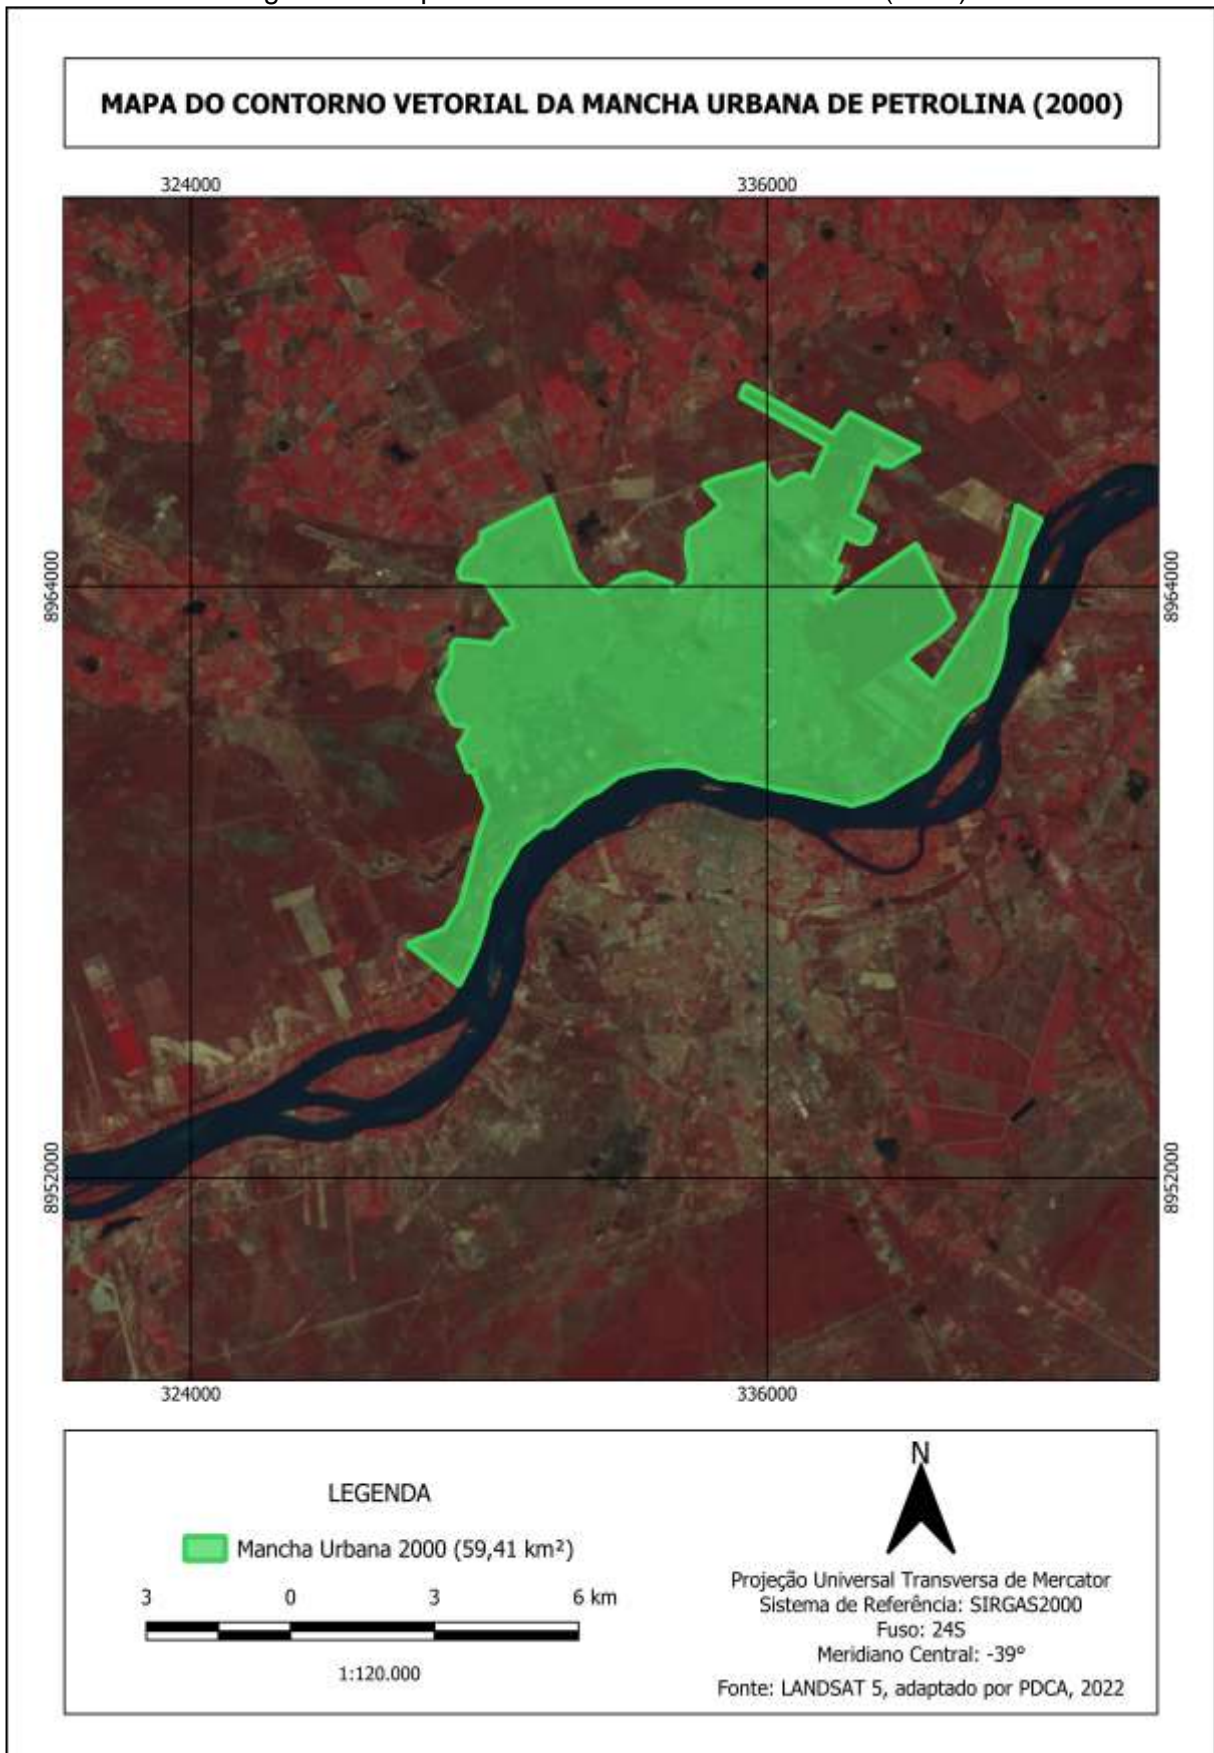 MAPA DO CONTORNO VETORIAL DA MANCHA URBANA DE PETROLINA (2000)
324000 336000
8964000 8964000
8952000 8952000
324000 336000
LEGENDA
Mancha Urbana 2000 (59,41 km²)
3 0 3 6 km
1:120.000
N
Projeção Universal Transversa de Mercator
Sistema de Referência: SIRGAS2000
Fuso: 24S
Meridiano Central: -39°
Fonte: LANDSAT 5, adaptado por PDCA, 2022